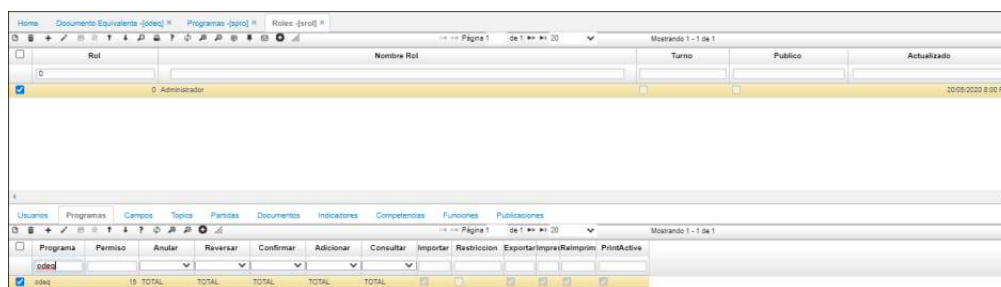 Home Documento Equivalente -[odeq] × Programas -[spro] × Roles -[srol] ×
Página 1 de 1 20 Mostrando 1 - 1 de 1
Rol Nombre Rol Turno Publico Actualizado
0
0 Administrador 20/05/2020 8:00
Usuarios Programas Campos Topics Partidas Documentos Indicadores Competencias Funciones Publicaciones
Página 1 de 1 20 Mostrando 1 - 1 de 1
Programa Permiso Anular Reversar Confirmar Adicionar Consultar Importar Restriccion Exportar Impres ReImprim PrintActive
odeq
odeq 15 TOTAL TOTAL TOTAL TOTAL TOTAL